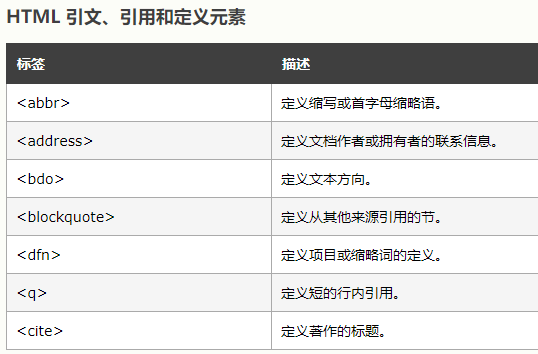 HTML 引文、引用和定义元素
标签 描述
<abbr> 定义缩写或首字母缩略语。
<address> 定义文档作者或拥有者的联系信息。
<bdo> 定义文本方向。
<blockquote> 定义从其他来源引用的节。
<dfn> 定义项目或缩略词的定义。
<q> 定义短的行内引用。
<cite> 定义著作的标题。